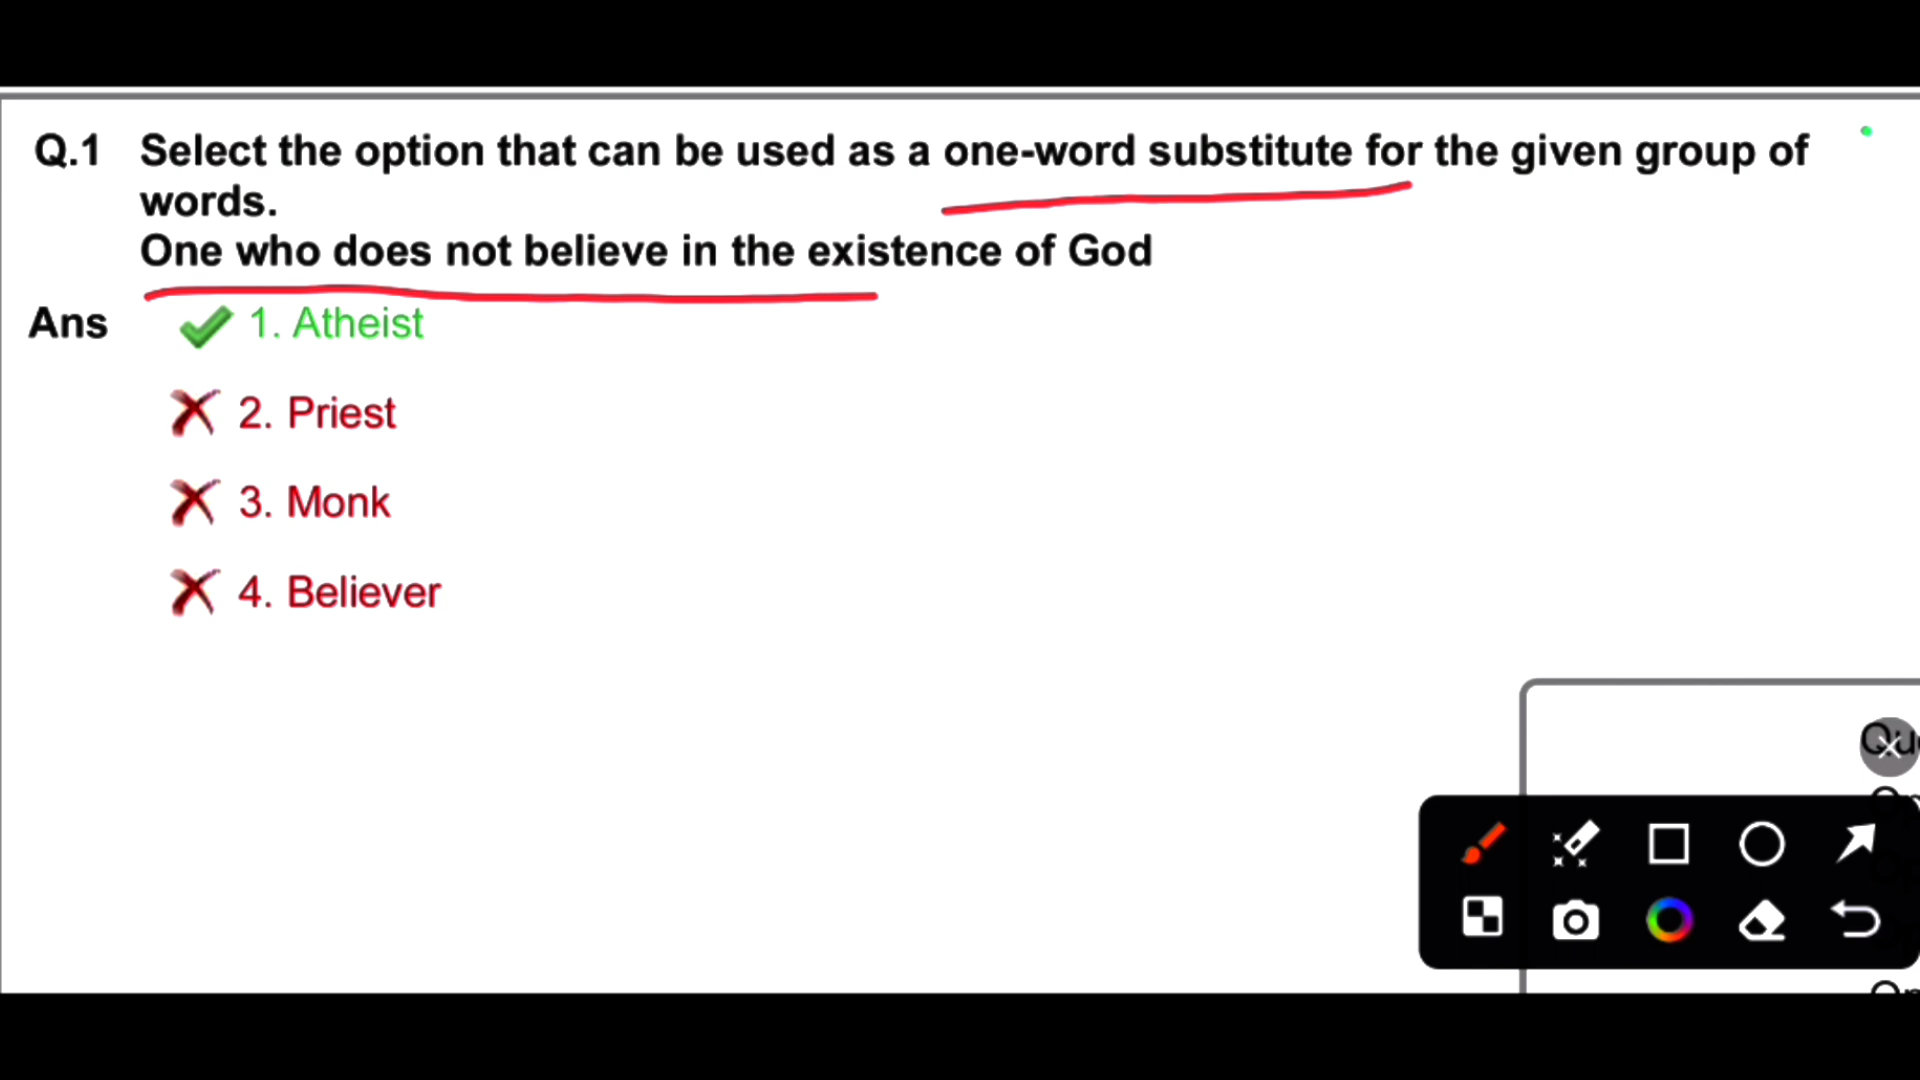 Q.1 Select the option that can be used as a one-word substitute for the given group of
words.
One who does not believe in the existence of God
Ans 1. Atheist
2. Priest
3. Monk
4. Believer